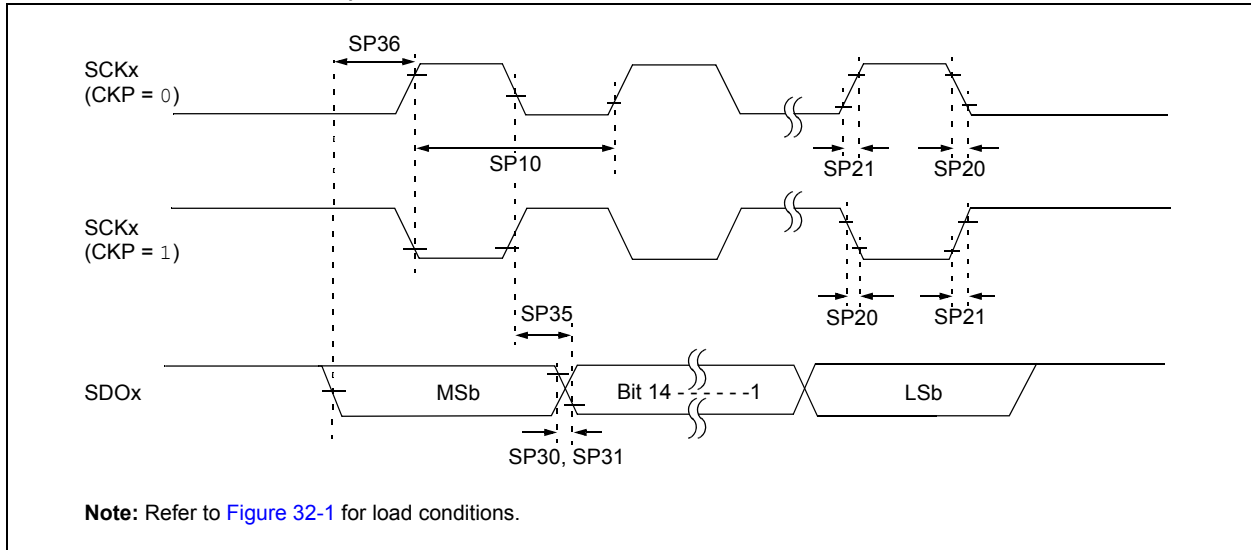 SP36
SCKx
(CKP = 0)
SP10
SP21
SP20
SCKx
(CKP = 1)
SP35
SP20
SP21
SDOx
MSb
Bit 14 - - - - - -1
LSb
SP30, SP31
Note: Refer to Figure 32-1 for load conditions.